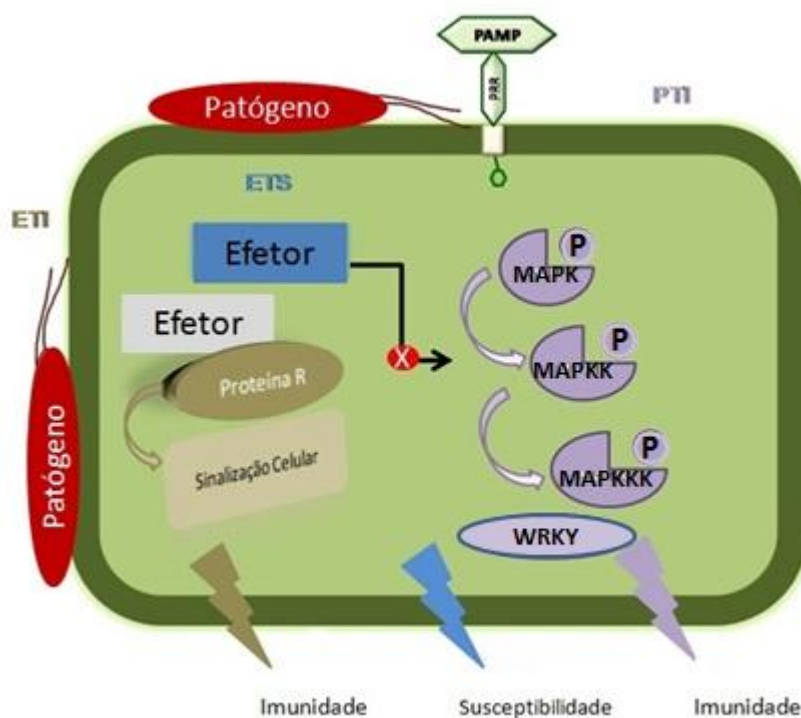 PAMP
PRR
PTI
Patógeno
ETS
ETI
Efetor
P
MAPK
Efetor
P
MAPKK
X
Proteína R
Patógeno
Sinalização Celular
P
MAPKKK
WRKY
Imunidade
Susceptibilidade
Imunidade